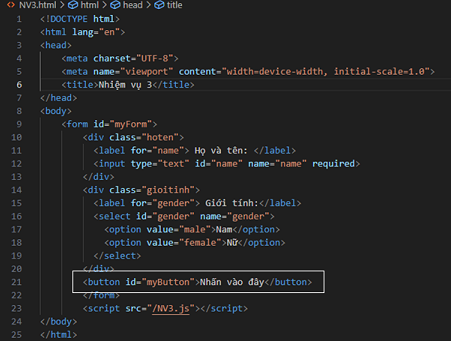 NV3.html > html > head > title
1 <!DOCTYPE html>
2 <html lang="en">
3 <head>
4 <meta charset="UTF-8">
5 <meta name="viewport" content="width=device-width, initial-scale=1.0">
6 <title>Nhiệm vụ 3</title>
7 </head>
8 <body>
9 <form id="myForm">
10 <div class="hoten">
11 <label for="name"> Họ và tên: </label>
12 <input type="text" id="name" name="name" required>
13 </div>
14 <div class="gioitinh">
15 <label for="gender"> Giới tính:</label>
16 <select id="gender" name="gender">
17 <option value="male">Nam</option>
18 <option value="female">Nữ</option>
19 </select>
20 </div>
21 <button id="myButton">Nhấn vào đây</button>
22 </form>
23 <script src="/NV3.js"></script>
24 </body>
25 </html>